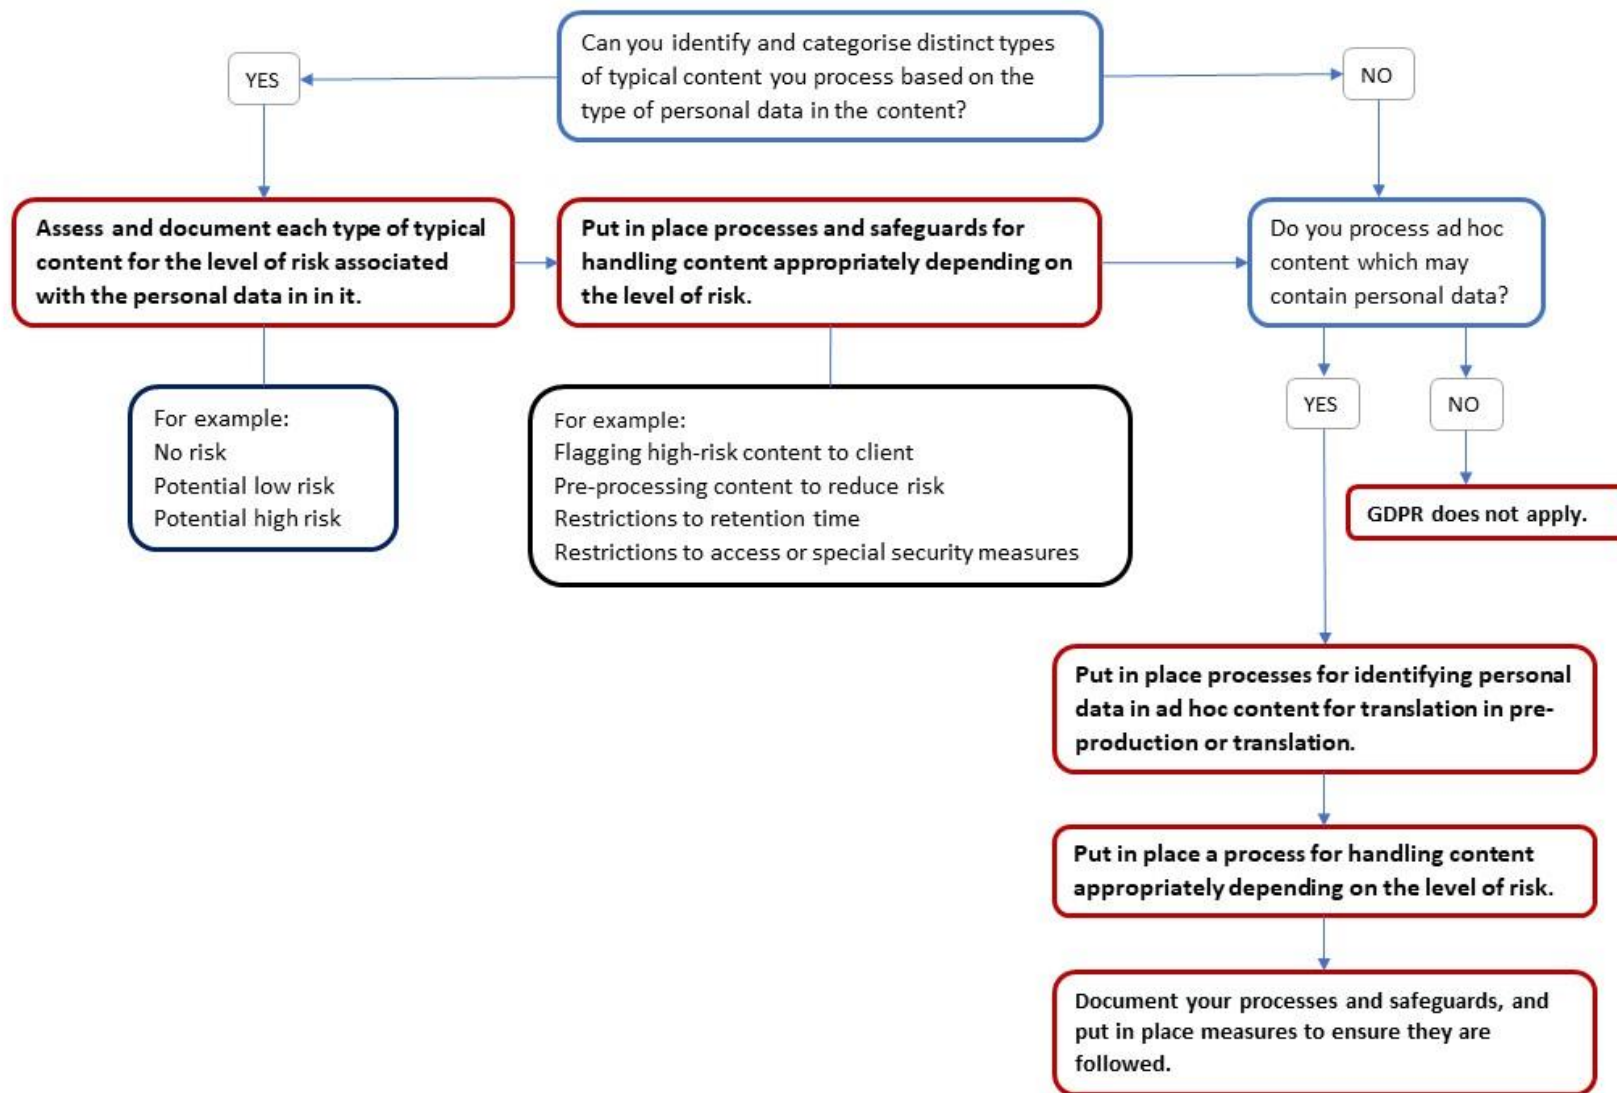 Can you identify and categorise distinct types
of typical content you process based on the
type of personal data in the content?
YES
NO
Assess and document each type of typical
content for the level of risk associated
with the personal data in in it.
Put in place processes and safeguards for
handling content appropriately depending on
the level of risk.
Do you process ad hoc
content which may
contain personal data?
For example:
No risk
Potential low risk
Potential high risk
For example:
Flagging high-risk content to client
Pre-processing content to reduce risk
Restrictions to retention time
Restrictions to access or special security measures
YES
NO
GDPR does not apply.
Put in place processes for identifying personal
data in ad hoc content for translation in pre-
production or translation.
Put in place a process for handling content
appropriately depending on the level of risk.
Document your processes and safeguards, and
put in place measures to ensure they are
followed.